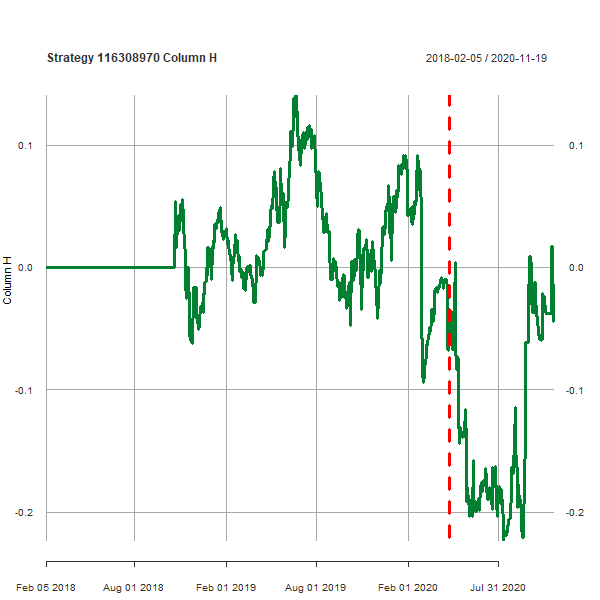 Strategy 116308970 Column H
2018-02-05 / 2020-11-19
Column H
0.1
0.1
0.0
0.0
-0.1
-0.1
-0.2
-0.2
Feb 05 2018
Aug 01 2018
Feb 01 2019
Aug 01 2019
Feb 01 2020
Jul 31 2020